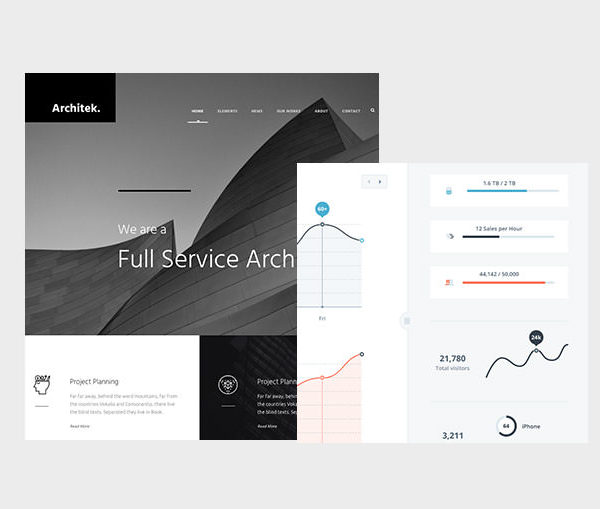 Architek.
HOME ELEMENTS NEWS OUR WORKS ABOUT CONTACT
We are a
Full Service Arch
Project Planning
Far far away, behind the word mountains, far from
the countries Vokalia and Consonantia, there live
the blind texts. Separated they live in Book.
Read More
Project Plann
Far far away, behind
the countries Vokalia
the blind texts. Sep
Read More
60+
Fri
1.6 TB / 2 TB
12 Sales per Hour
44,142 / 50,000
21,780
Total visitors
24k
3,211
64
iPhone